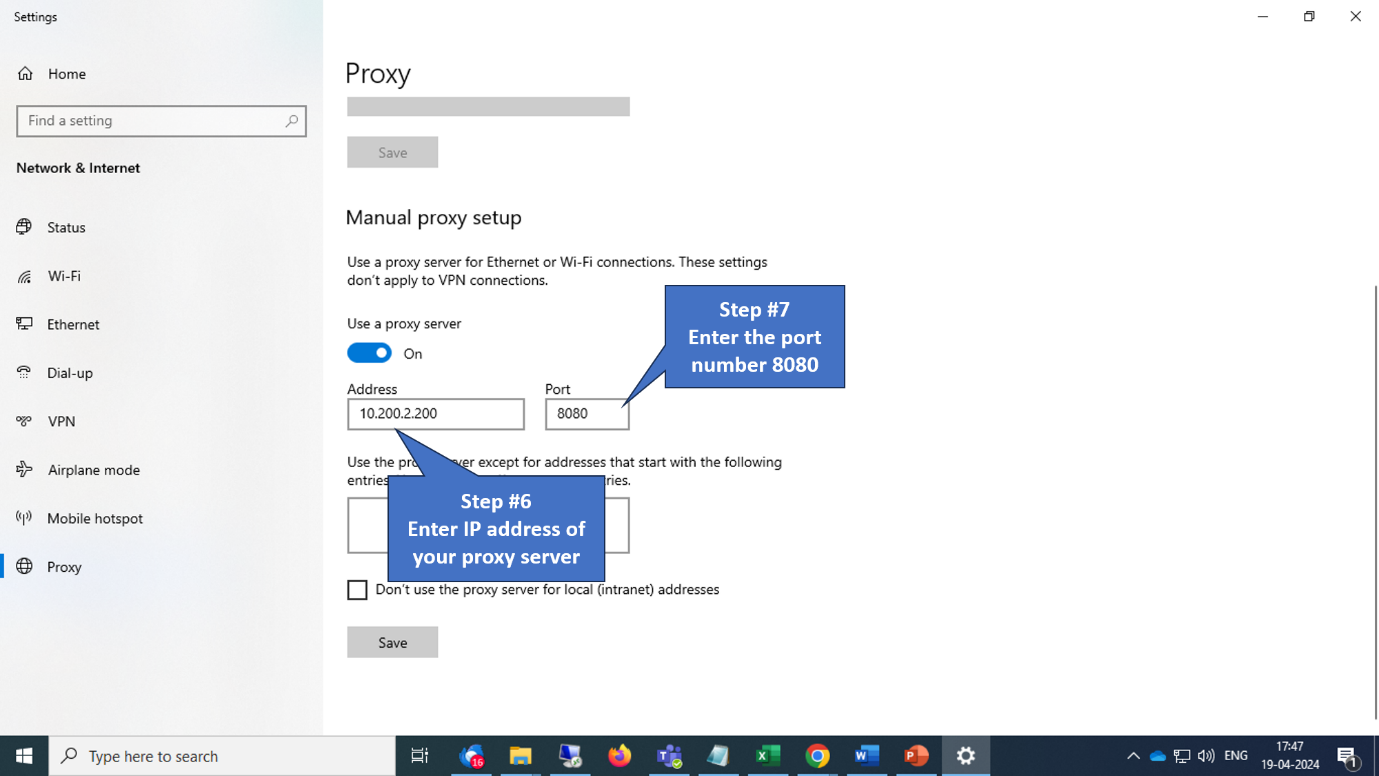 Settings
Home
Find a setting
Network & Internet
Status
Wi-Fi
Ethernet
Dial-up
VPN
Airplane mode
Mobile hotspot
Proxy
Proxy
Save
Manual proxy setup
Use a proxy server for Ethernet or Wi-Fi connections. These settings
don't apply to VPN connections.
Use a proxy server
On
Step #7
Enter the port
number 8080
Address
Port
10.200.2.200
8080
Use the except for addresses that start with the following
entries
Step #6
Enter IP address of
your proxy server
Don't use the proxy server for local (intranet) addresses
Save
Type here to search
16
ENG
17:47
19-04-2024
1